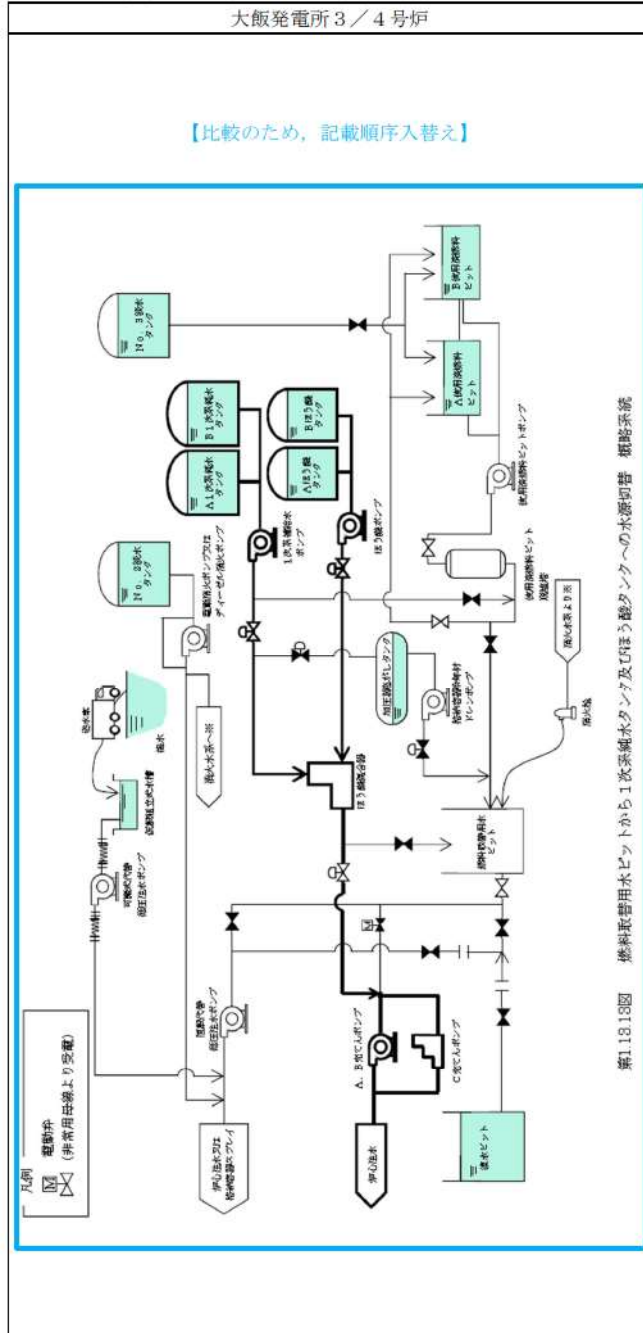 大飯発電所3／4号炉
【比較のため，記載順序入替え】
凡例
M
電動弁
(非常用母線より受電)
可搬式代替
低圧注水ポンプ
仮設組立式水槽
送水車
海水
No．2淡水
タンク
電動消火ポンプ又は
ディーゼル消火ポンプ
消火水系へ※
No．3淡水
タンク
A1次系純水
タンク
B1次系純水
タンク
Aほう酸
タンク
Bほう酸
タンク
1次系補給水
ポンプ
ほう酸ポンプ
炉心注水又は
格納容器スプレイ
恒設代替
低圧注水ポンプ
ほう酸混合器
加圧器逃がしタンク
格納容器冷却材
ドレンポンプ
A使用済燃料
ピット
B使用済燃料
ピット
使用済燃料ピットポンプ
使用済燃料ピット
脱塩塔
炉心注水
A，B充てんポンプ
C充てんポンプ
M
燃料取替用水
ピット
消火水系より※
消火栓
復水ピット
第1.13.13図　燃料取替用水ピットから1次系純水タンク及びほう酸タンクへの水源切替　概略系統